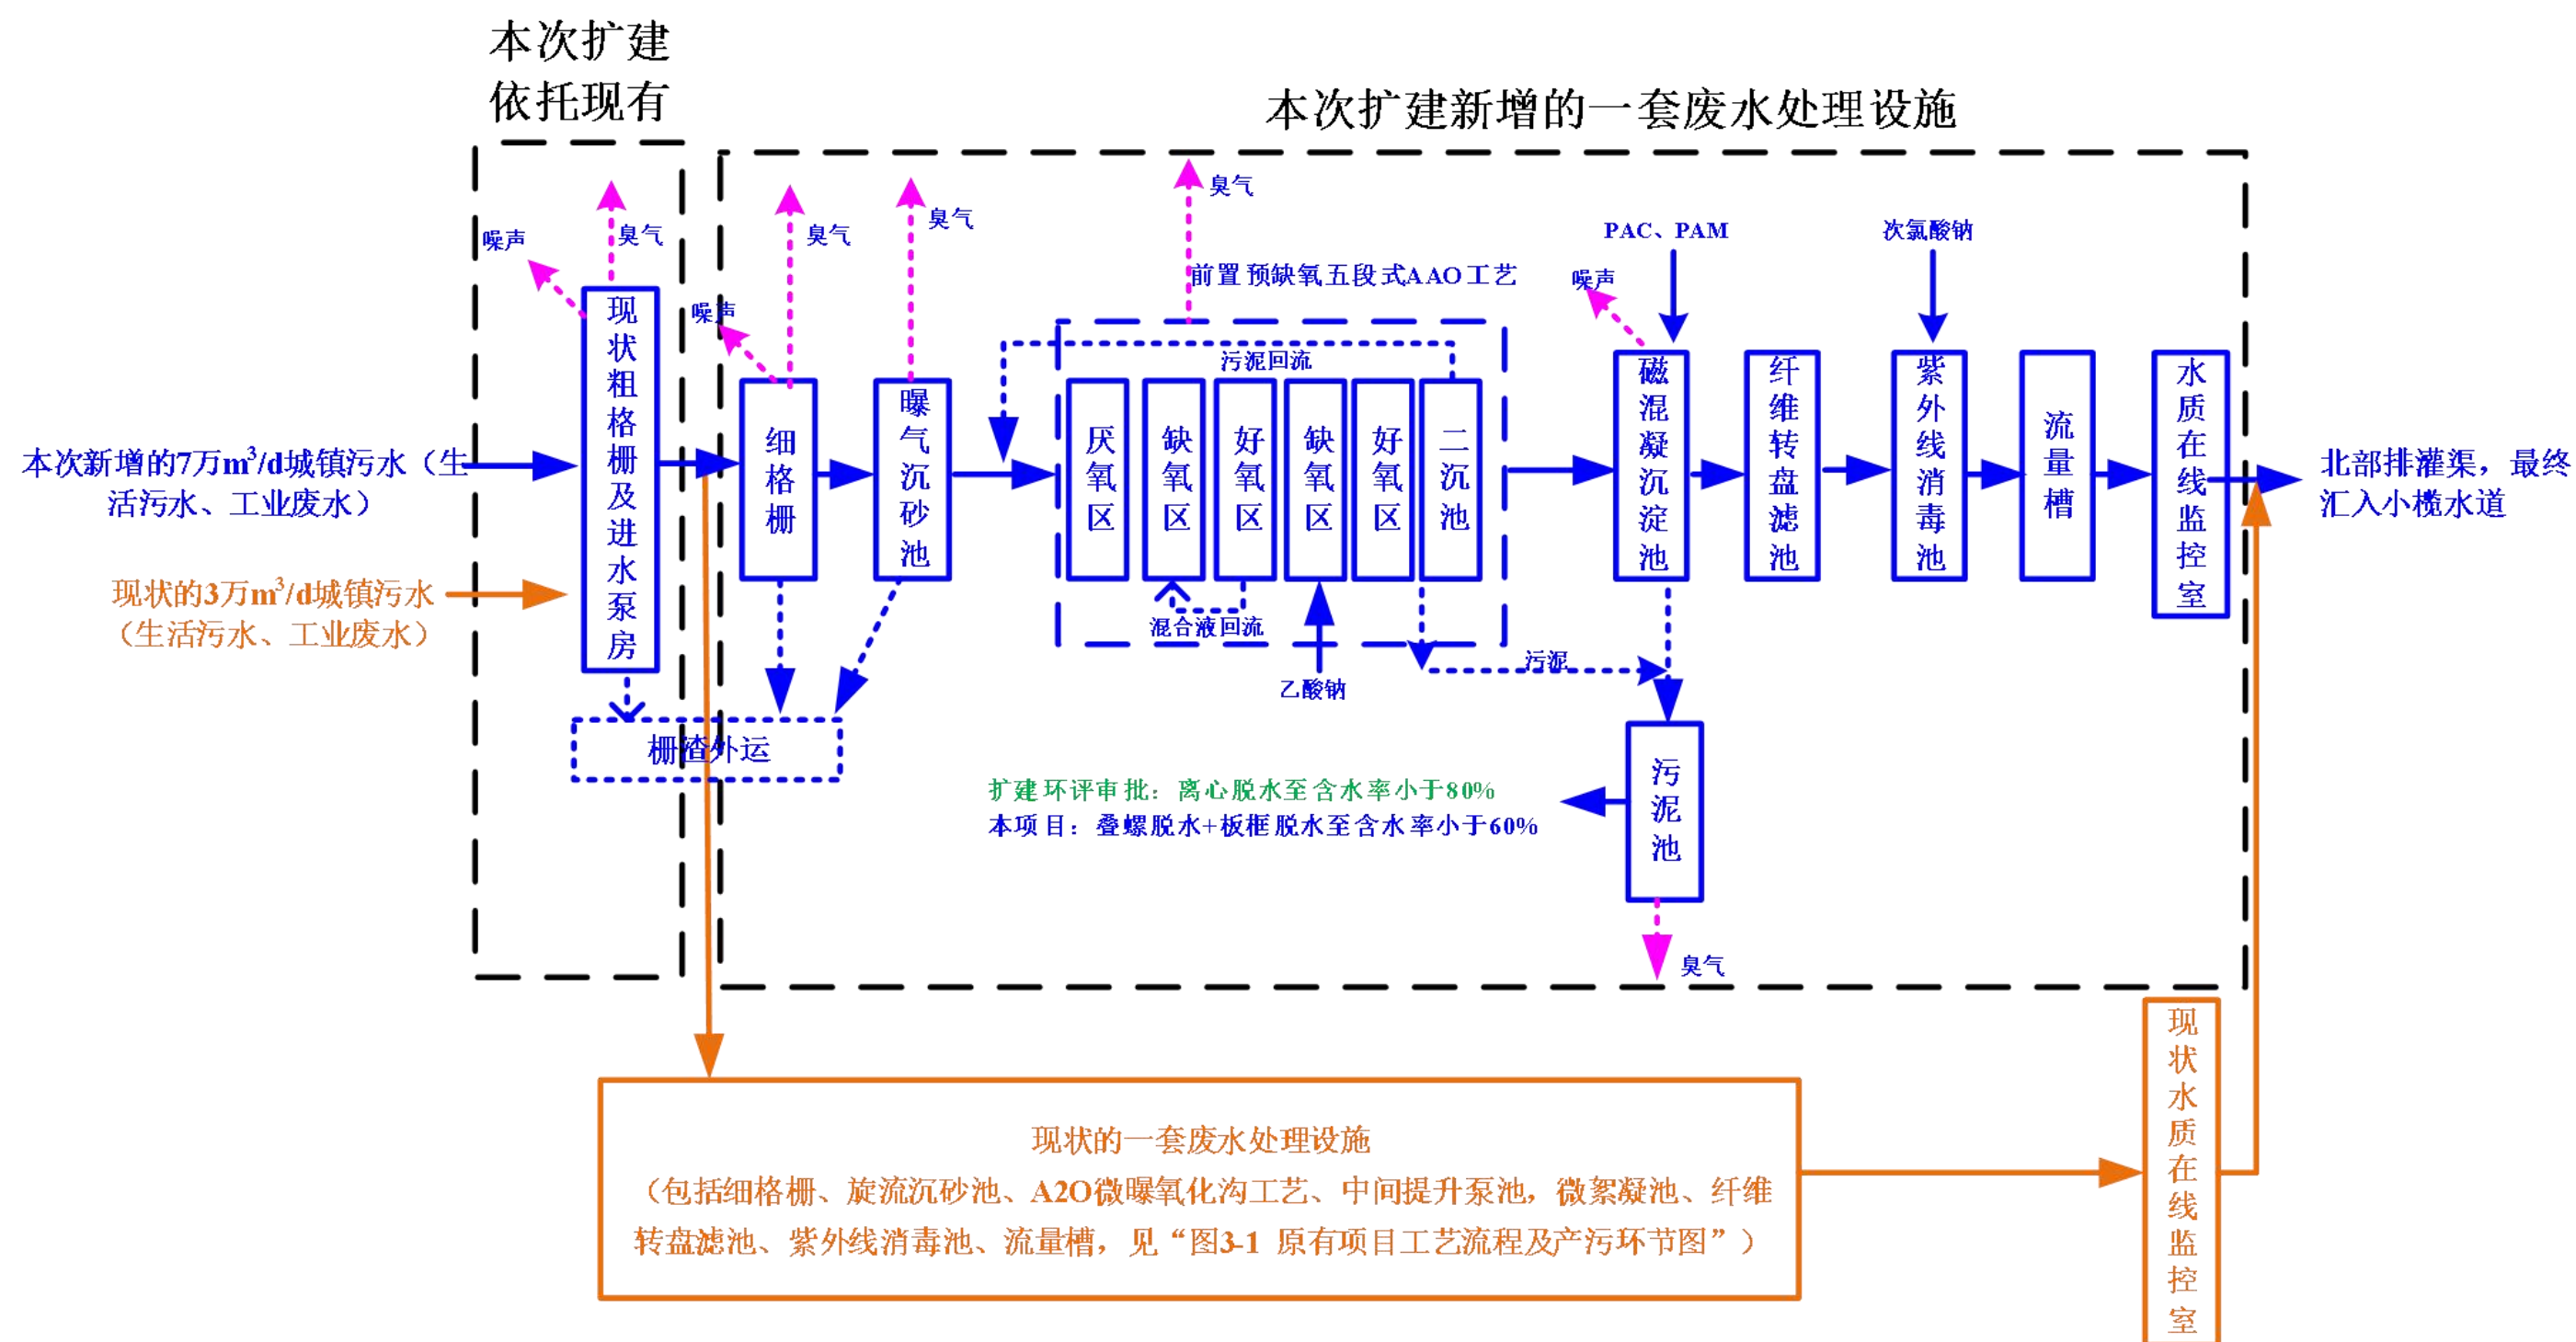 本次扩建
依托现有
本次扩建新增的一套废水处理设施
噪声
臭气
噪声
臭气
臭气
臭气
前置预缺氧五段式AAO工艺
噪声
PAC、PAM
次氯酸钠
本次新增的7万m³/d城镇污水（生
活污水、工业废水）
现状的3万m³/d城镇污水
（生活污水、工业废水）
现状粗格栅及进水泵房
细格栅
曝气沉砂池
污泥回流
厌氧区
缺氧区
好氧区
缺氧区
好氧区
二沉池
混合液回流
乙酸钠
磁混凝沉淀池
纤维转盘滤池
紫外线消毒池
流量槽
水质在线监控室
北部排灌渠，最终
汇入小榄水道
栅渣外运
污泥
污泥池
扩建环评审批：离心脱水至含水率小于80%
本项目：叠螺脱水+板框脱水至含水率小于60%
臭气
现状的一套废水处理设施
（包括细格栅、旋流沉砂池、A2O微曝氧化沟工艺、中间提升泵池，微絮凝池、纤维
转盘滤池、紫外线消毒池、流量槽，见“图3-1 原有项目工艺流程及产污环节图”）
现状水质在线监控室